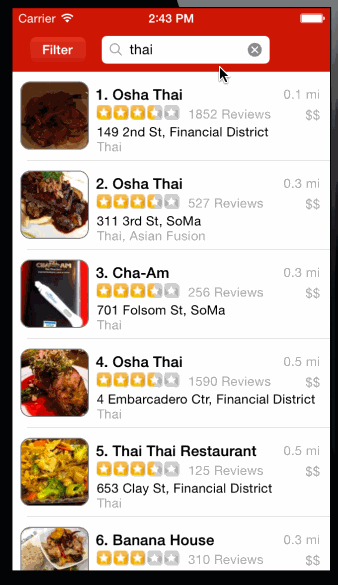 Carrier 2:43 PM
Filter thai
1. Osha Thai 0.1 mi
1852 Reviews $$
149 2nd St, Financial District
Thai
2. Osha Thai 0.3 mi
527 Reviews $$
311 3rd St, SoMa
Thai, Asian Fusion
3. Cha-Am 0.3 mi
256 Reviews $$
701 Folsom St, SoMa
Thai
4. Osha Thai 0.5 mi
1590 Reviews $$
4 Embarcadero Ctr, Financial District
Thai
5. Thai Thai Restaurant 0.5 mi
125 Reviews $$
653 Clay St, Financial District
Thai
6. Banana House 0.3 mi
310 Reviews $$